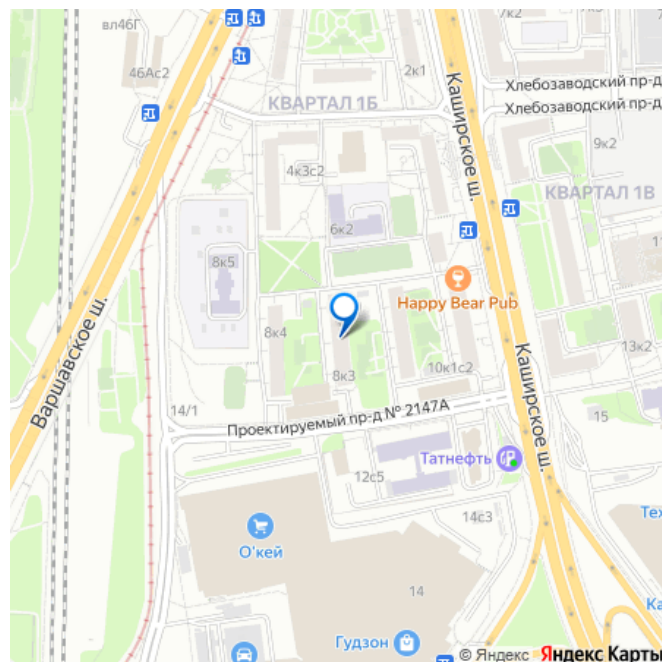 вл46Г
46Ас2
2к1
7к2
Хлебозаводский пр-д
Хлебозаводский пр-д
КВАРТАЛ 1Б
Каширское ш.
9к2
4к3с2
КВАРТАЛ 1В
6к2
8к5
Happy Bear Pub
Варшавское ш.
8к4
13к2
Каширское ш.
8к3
10к1с2
14/1
Проектируемый пр-д № 2147А
15
Татнефть
12с5
14с3
О'кей
14
Гудзон
© Яндекс Яндекс Карты